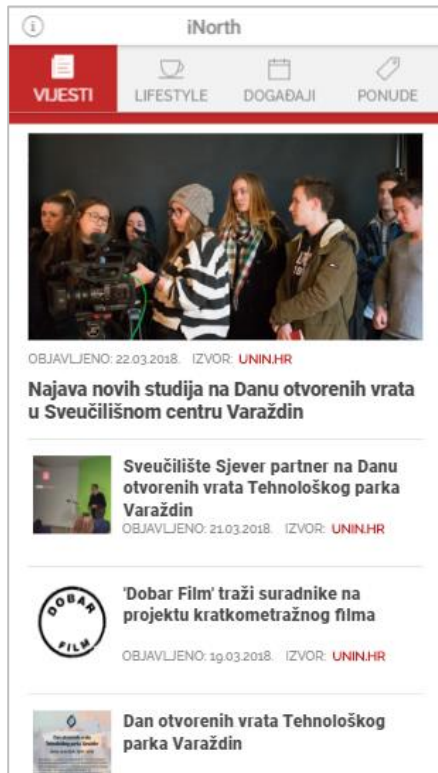 iNorth
VIJESTI LIFESTYLE DOGAĐAJI PONUDE
OBJAVLJENO: 22.03.2018. IZVOR: UNIN.HR
Najava novih studija na Danu otvorenih vrata
u Sveučilišnom centru Varaždin
Sveučilište Sjever partner na Danu
otvorenih vrata Tehnološkog parka
Varaždin
OBJAVLJENO: 21.03.2018. IZVOR: UNIN.HR
DOBAR
FILM
'Dobar Film' traži suradnike na
projektu kratkometražnog filma
OBJAVLJENO: 19.03.2018. IZVOR: UNIN.HR
Dan otvorenih vrata Tehnološkog
parka Varaždin